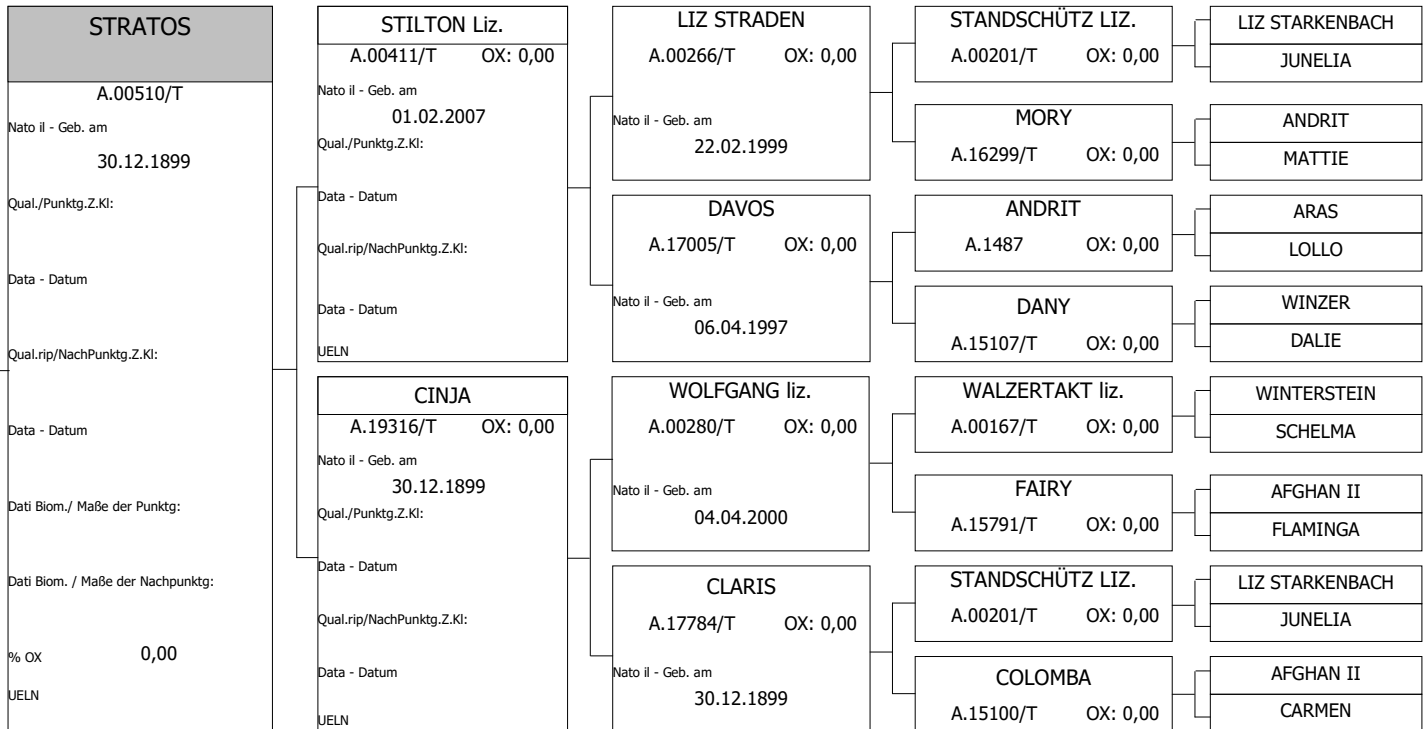 STRATOS
A.00510/T
Nato il - Geb. am
30.12.1899
Qual./Punktg.Z.Kl:
Data - Datum
Qual.rip/NachPunktg.Z.Kl:
Data - Datum
Dati Biom./ Maße der Punktg:
Dati Biom. / Maße der Nachpunktg:
% OX 0,00
UELN
STILTON Liz.
A.00411/T OX: 0,00
Nato il - Geb. am
01.02.2007
Qual./Punktg.Z.Kl:
Data - Datum
Qual.rip/NachPunktg.Z.Kl:
Data - Datum
UELN
CINJA
A.19316/T OX: 0,00
Nato il - Geb. am
30.12.1899
Qual./Punktg.Z.Kl:
Data - Datum
Qual.rip/NachPunktg.Z.Kl:
Data - Datum
UELN
LIZ STRADEN
A.00266/T OX: 0,00
Nato il - Geb. am
22.02.1999
DAVOS
A.17005/T OX: 0,00
Nato il - Geb. am
06.04.1997
WOLFGANG liz.
A.00280/T OX: 0,00
Nato il - Geb. am
04.04.2000
CLARIS
A.17784/T OX: 0,00
Nato il - Geb. am
30.12.1899
STANDSCHÜTZ LIZ.
A.00201/T OX: 0,00
MORY
A.16299/T OX: 0,00
ANDRIT
A.1487 OX: 0,00
DANY
A.15107/T OX: 0,00
WALZERTAKT liz.
A.00167/T OX: 0,00
FAIRY
A.15791/T OX: 0,00
STANDSCHÜTZ LIZ.
A.00201/T OX: 0,00
COLOMBA
A.15100/T OX: 0,00
LIZ STARKENBACH
JUNELIA
ANDRIT
MATTIE
ARAS
LOLLO
WINZER
DALIE
WINTERSTEIN
SCHELMA
AFGHAN II
FLAMINGA
LIZ STARKENBACH
JUNELIA
AFGHAN II
CARMEN